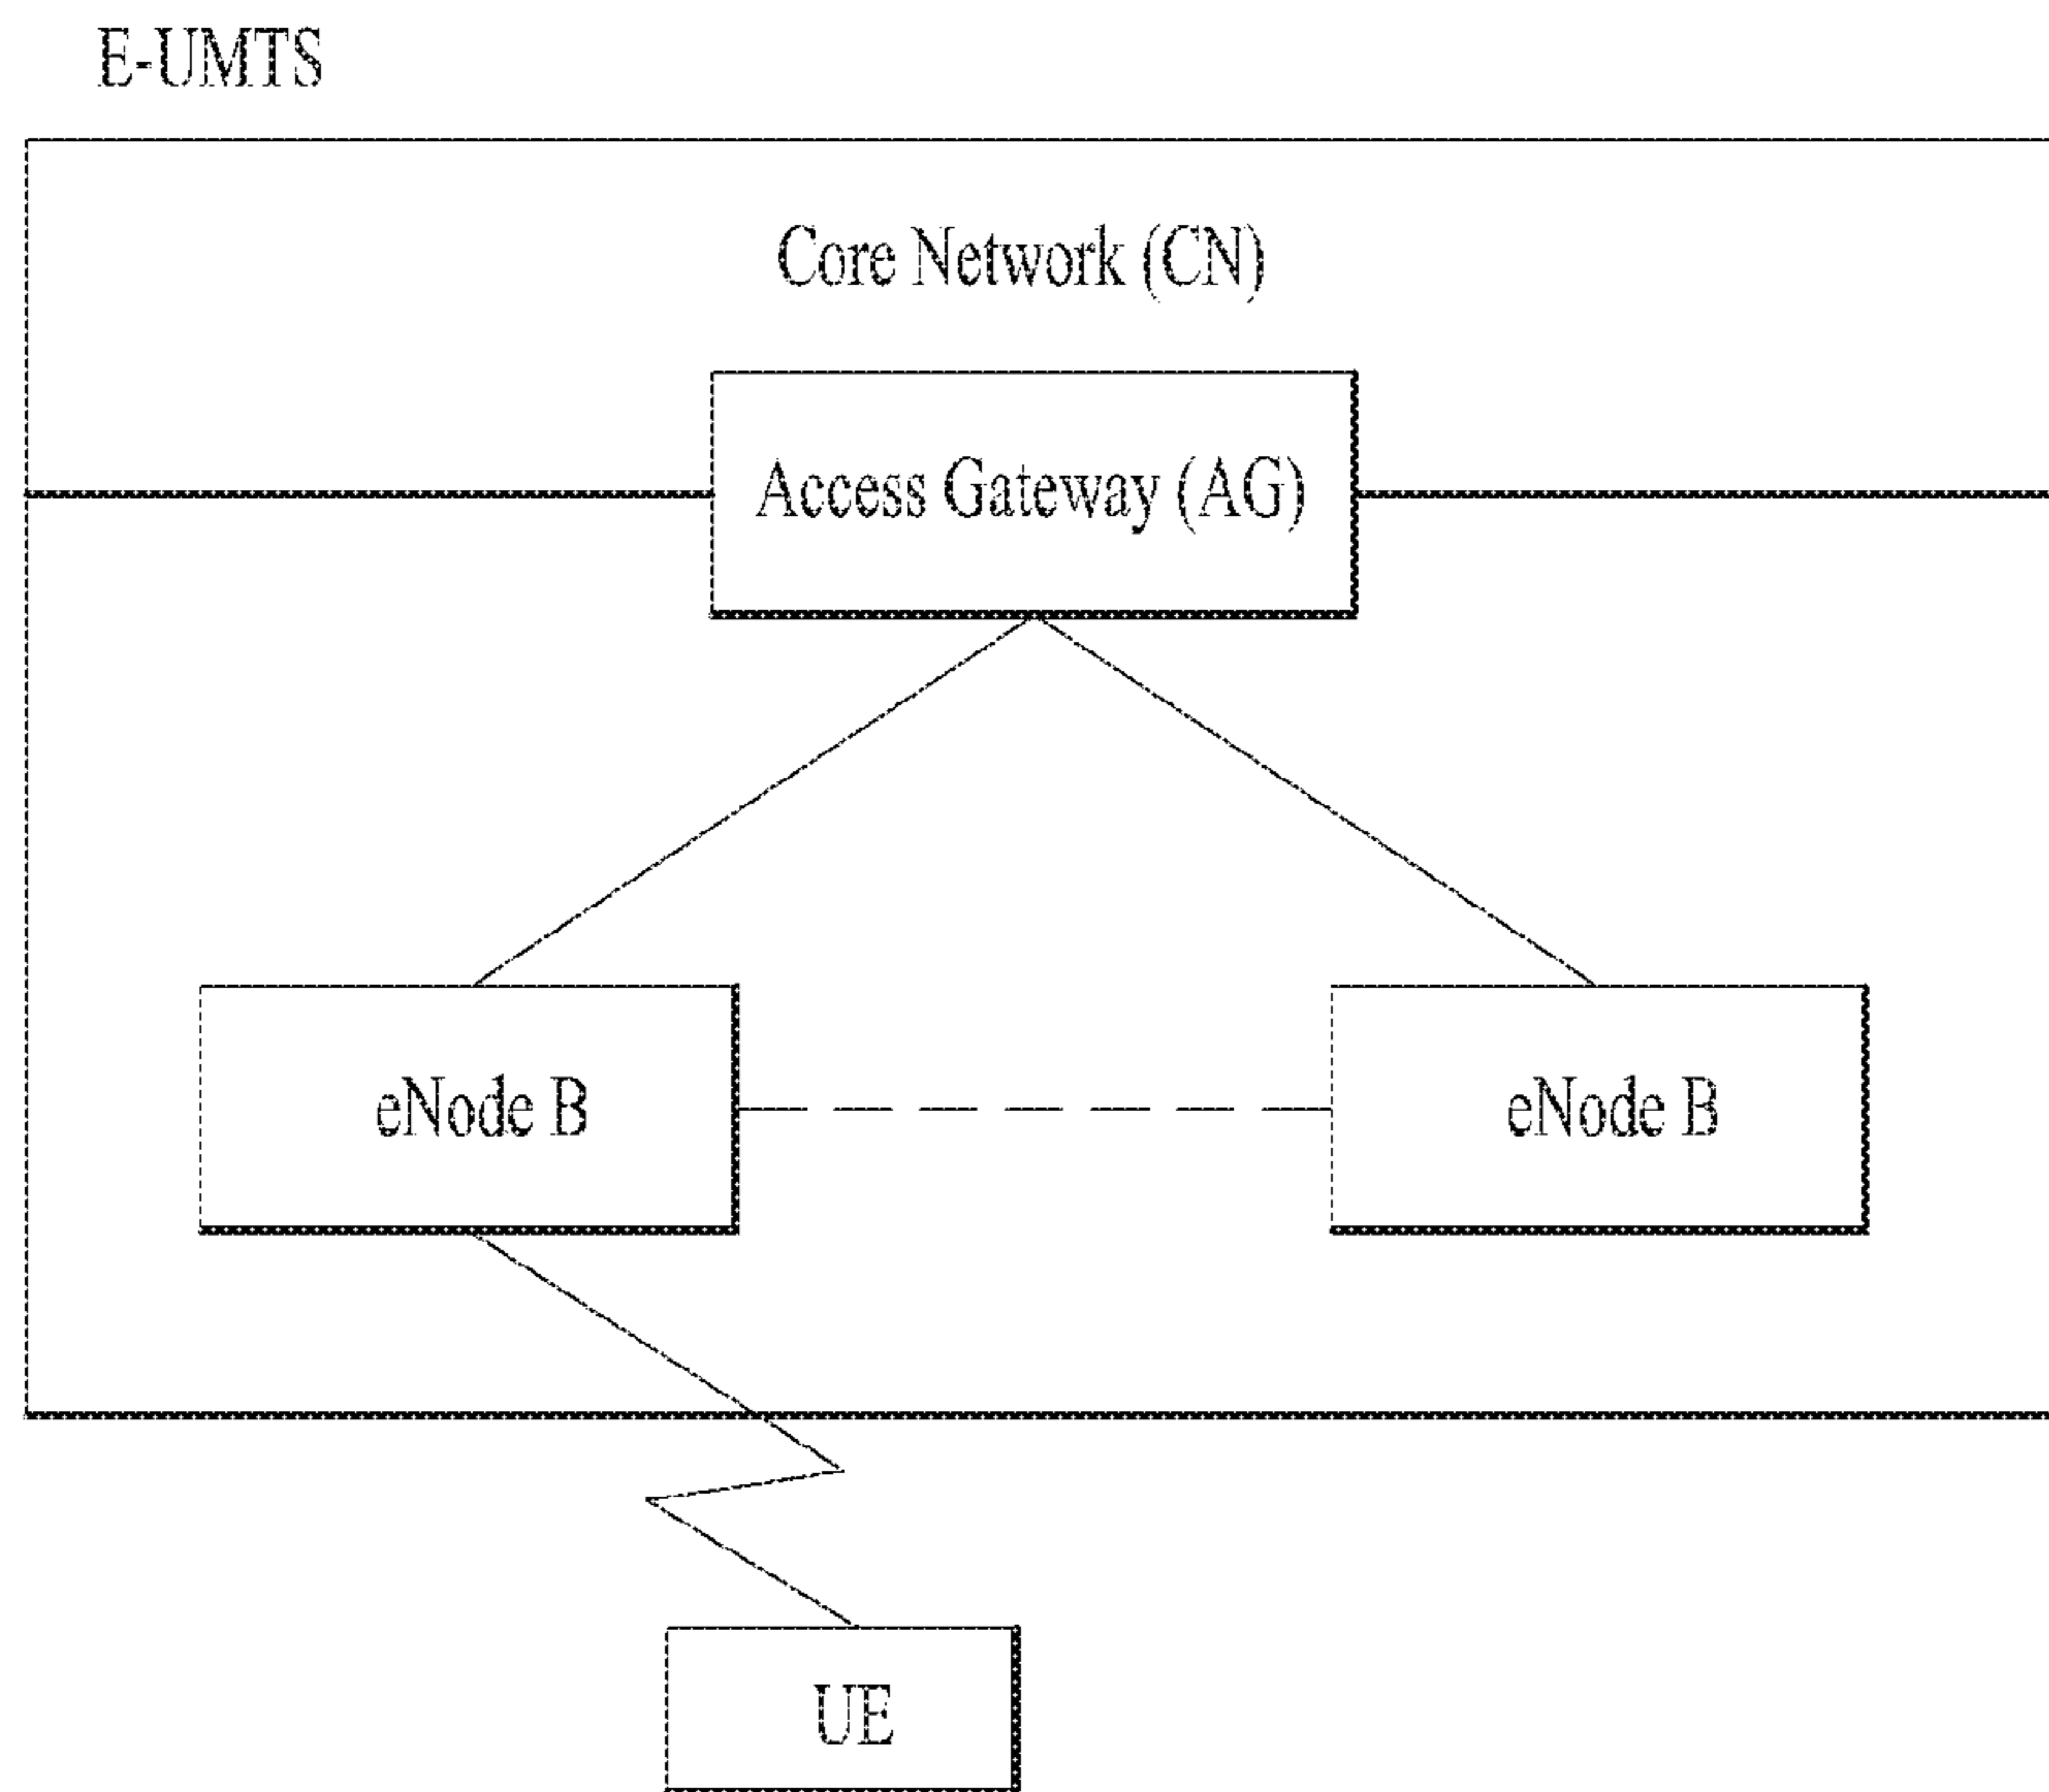 E-UMTS
Core Network (CN)
Access Gateway (AG)
eNode B
eNode B
UE